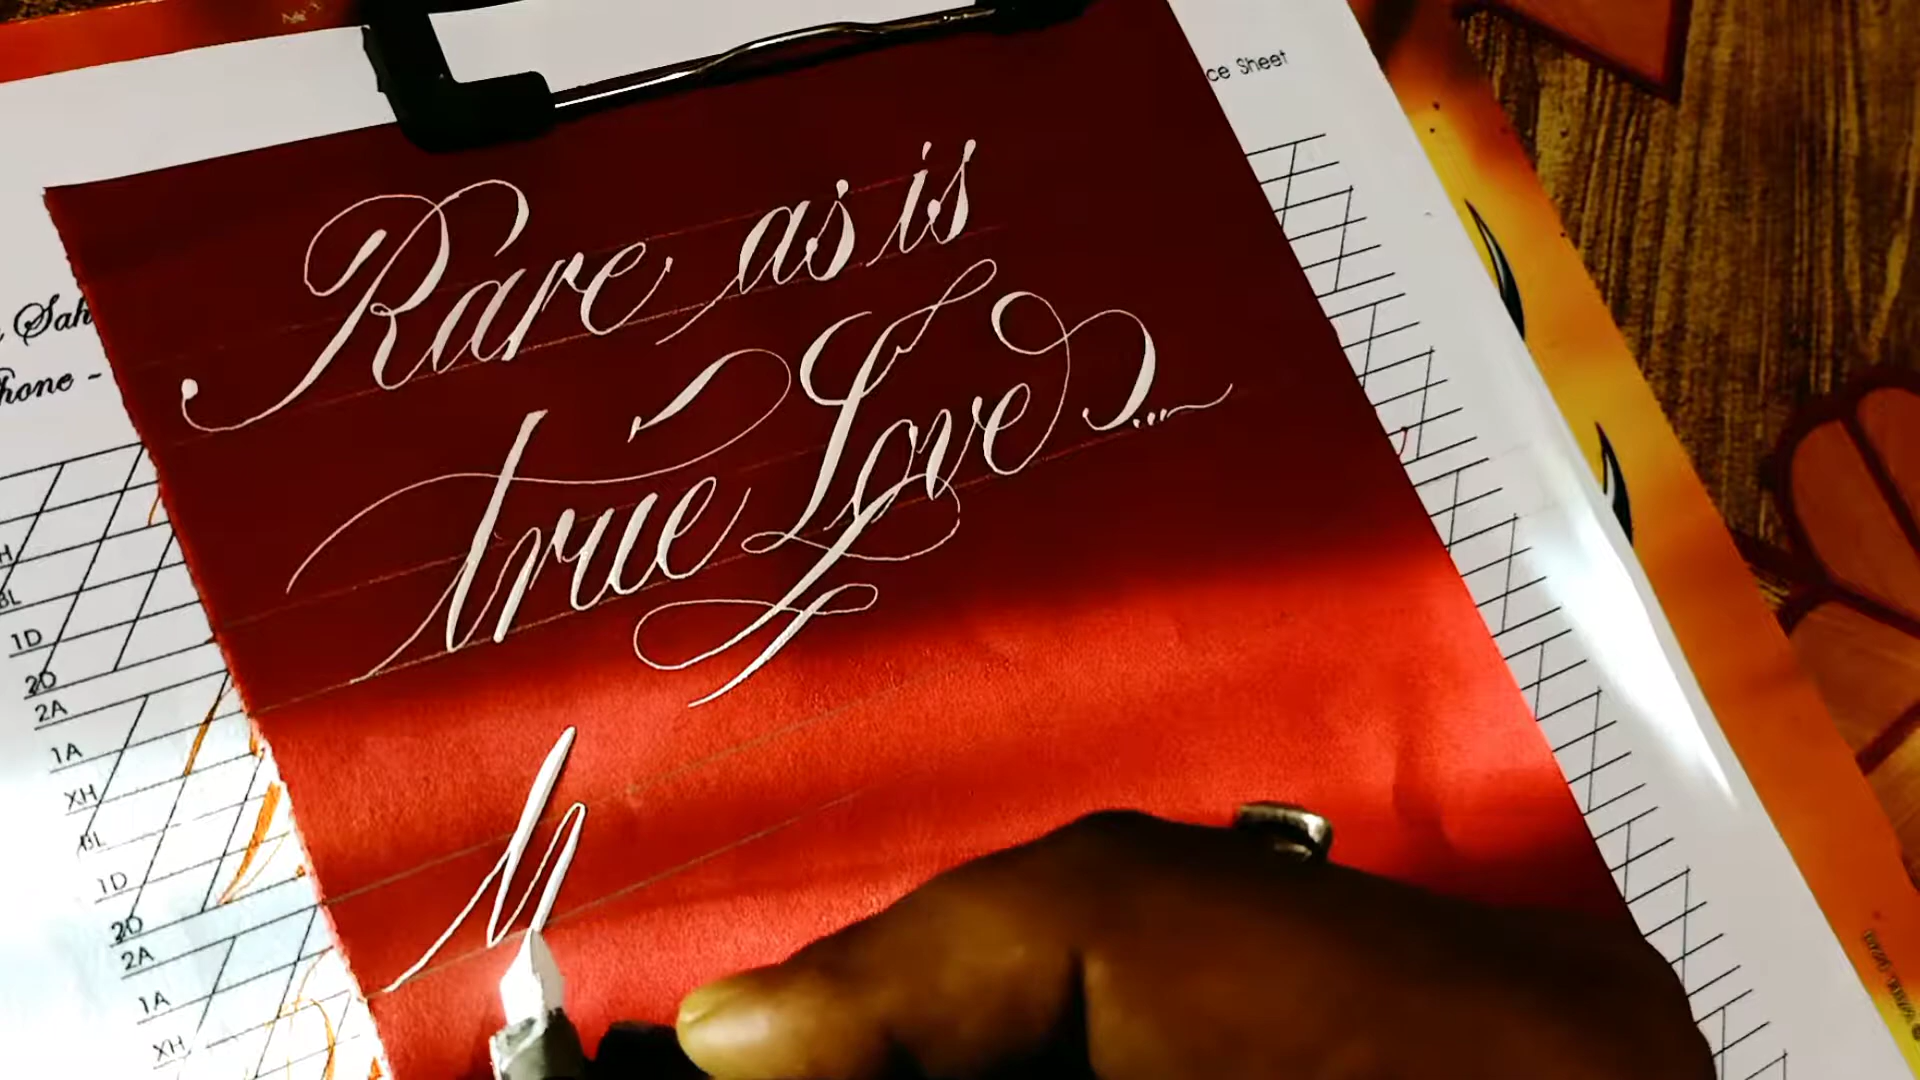 ce Sheet
Rare as is
true Love...
Sah
hone -
H
BL
1D
2D
2A
1A
XH
BL
1D
2D
2A
1A
XH